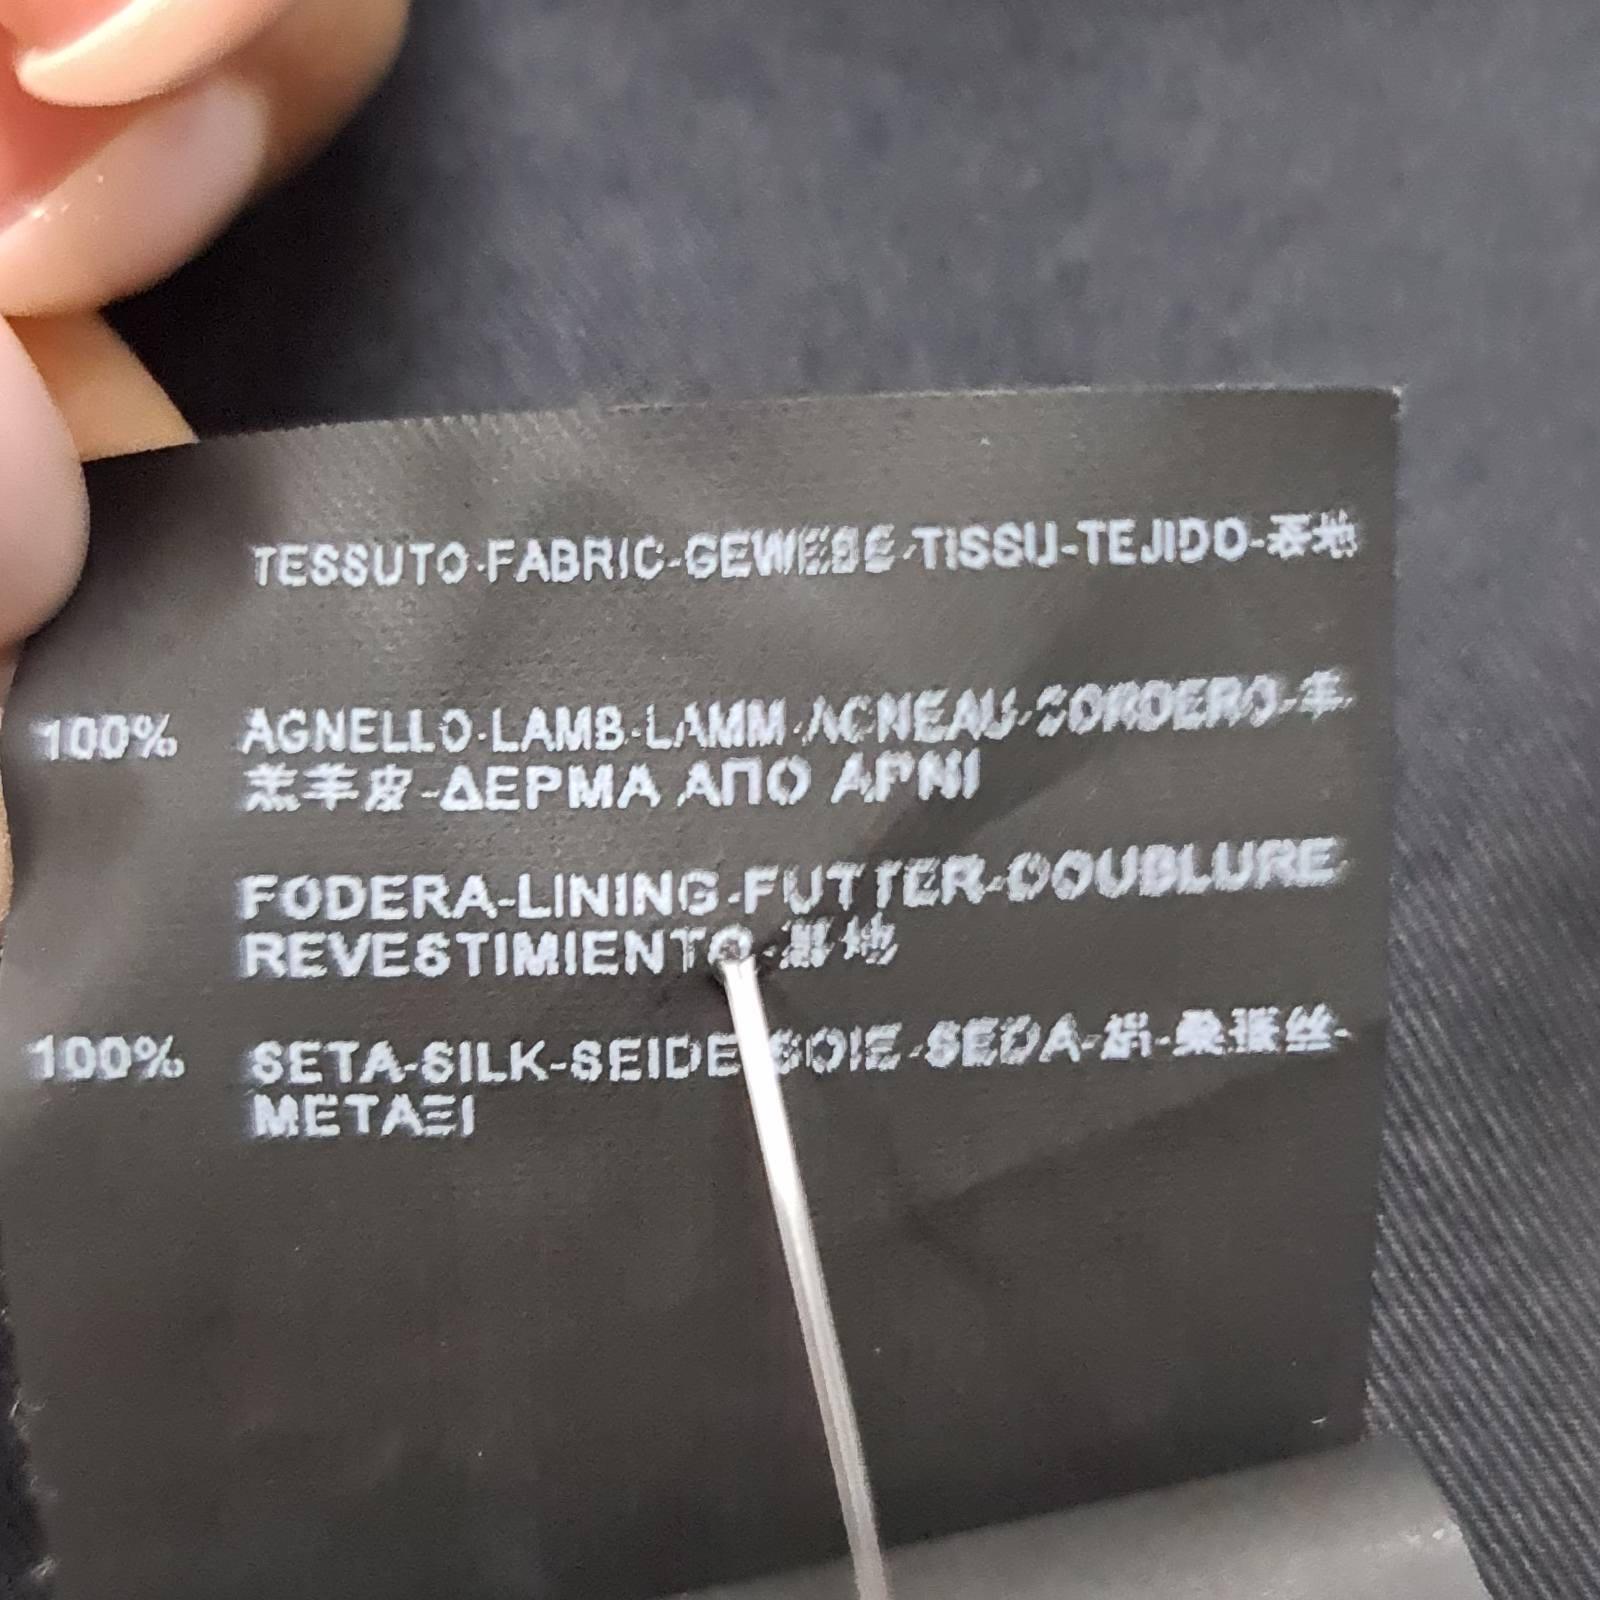 TESSUTO-FABRIC-GEWEBE-TISSU-TEJIDO-表地
100% AGNELLO-LAMB-LAMM-AGNEAU-CORDERO-羊-
羔羊皮-ΔΕΡΜΑ ΑΠΟ ΑΡΝΙ
FODERA-LINING-FUTTER-DOUBLURE
REVESTIMIENTO-裏地
100% SETA-SILK-SEIDE-SOIE-SEDA-絹-桑蚕丝-
ΜΕΤΑΞΙ